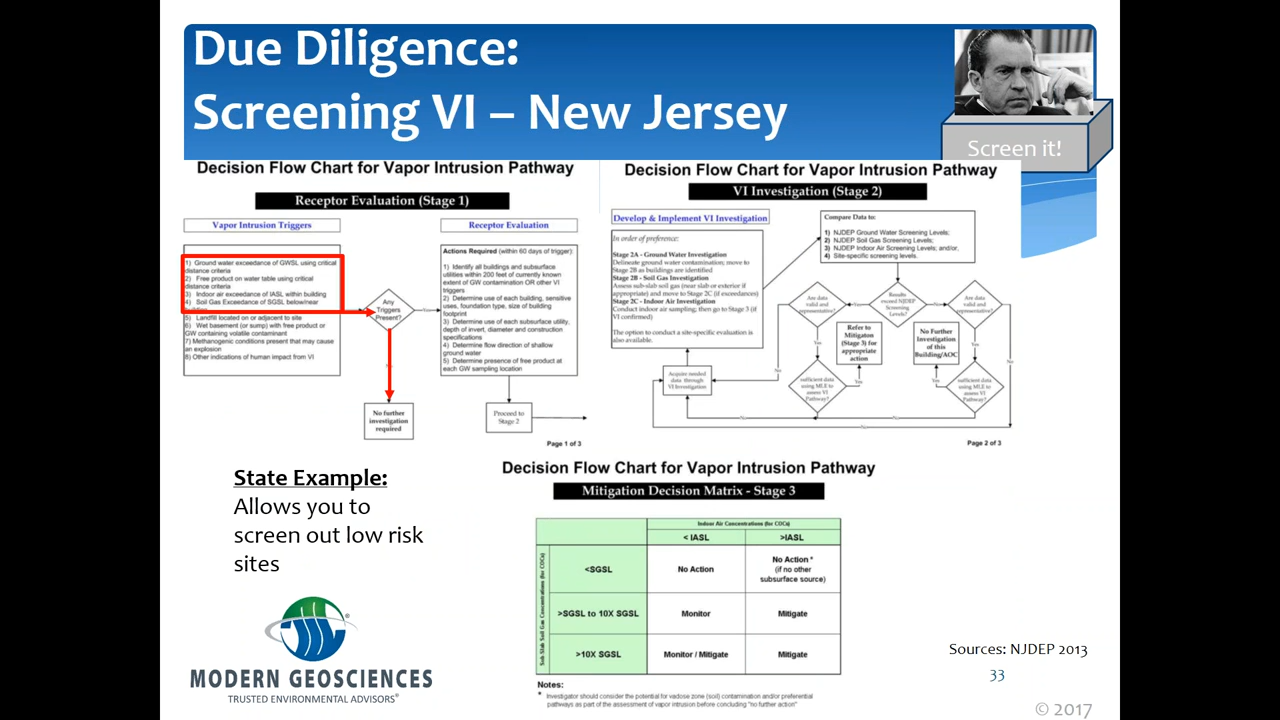 Due Diligence:
Screening VI – New Jersey
Screen it!
Decision Flow Chart for Vapor Intrusion Pathway
Receptor Evaluation (Stage 1)
Vapor Intrusion Triggers
1) Ground water exceedance of GWSL using critical
distance criteria
2) Free product on water table using critical
distance criteria
3) Indoor air exceedance of IASL within building
4) Soil Gas Exceedance of SGSL below/near
5) Landfill located on or adjacent to site
6) Wet basement (or sump) with free product or
GW containing volatile contaminant
7) Methanogenic conditions present that may cause
an explosion
8) Other indications of human impact from VI
Any
Triggers
Present?
Yes
No further
investigation
required
Receptor Evaluation
Actions Required (within 60 days of trigger):
1) Identify all buildings and subsurface
utilities within 200 feet of currently known
extent of GW contamination OR other VI
triggers
2) Determine use of each building, sensitive
uses, foundation type, size of building
footprint
3) Determine use of each subsurface utility,
depth of invert, diameter and construction
specifications
4) Determine flow direction of shallow
ground water
5) Determine presence of free product at
each GW sampling location
Proceed to
Stage 2
Page 1 of 3
Decision Flow Chart for Vapor Intrusion Pathway
VI Investigation (Stage 2)
Develop & Implement VI Investigation
In order of preference:
Stage 2A - Ground Water Investigation
Delineate ground water contamination; move to
Stage 2B as buildings are identified
Stage 2B - Soil Gas Investigation
Assess sub-slab soil gas (near slab or exterior if
appropriate) and move to Stage 2C (if exceedances)
Stage 2C - Indoor Air Investigation
Conduct indoor air sampling; then go to Stage 3 (if
VI confirmed)
The option to conduct a site-specific evaluation is
also available.
Compare Data to:
1) NJDEP Ground Water Screening Levels;
2) NJDEP Soil Gas Screening Levels;
3) NJDEP Indoor Air Screening Levels; and/or,
4) Site-specific screening levels.
Are data
valid and
representative?
Yes
Results
exceed NJDEP
Screening
Levels?
No
Are data
valid and
representative?
Refer to
Mitigaton
(Stage 3) for
appropriate
action
No Further
Investigation
of this
Building/AOC
Yes
Yes
No
No
Acquire needed
data through
VI Investigation
sufficient data
using MLE to
assess VI
Pathway?
Yes
Yes
sufficient data
using MLE to
assess VI
Pathway?
No
No
Page 2 of 3
State Example:
Allows you to
screen out low risk
sites
Decision Flow Chart for Vapor Intrusion Pathway
Mitigation Decision Matrix - Stage 3
Indoor Air Concentrations (for COCs)
< IASL
>IASL
Sub-Slab Soil Gas Concentrations (for COCs)
<SGSL
No Action
No Action *
(if no other
subsurface source)
>SGSL to 10X SGSL
Monitor
Mitigate
>10X SGSL
Monitor / Mitigate
Mitigate
Notes:
* Investigator should consider the potential for vadose zone (soil) contamination and/or preferential
pathways as part of the assessment of vapor intrusion before concluding "no further action"
MODERN GEOSCIENCES
TRUSTED ENVIRONMENTAL ADVISORS®
Sources: NJDEP 2013
33
© 2017